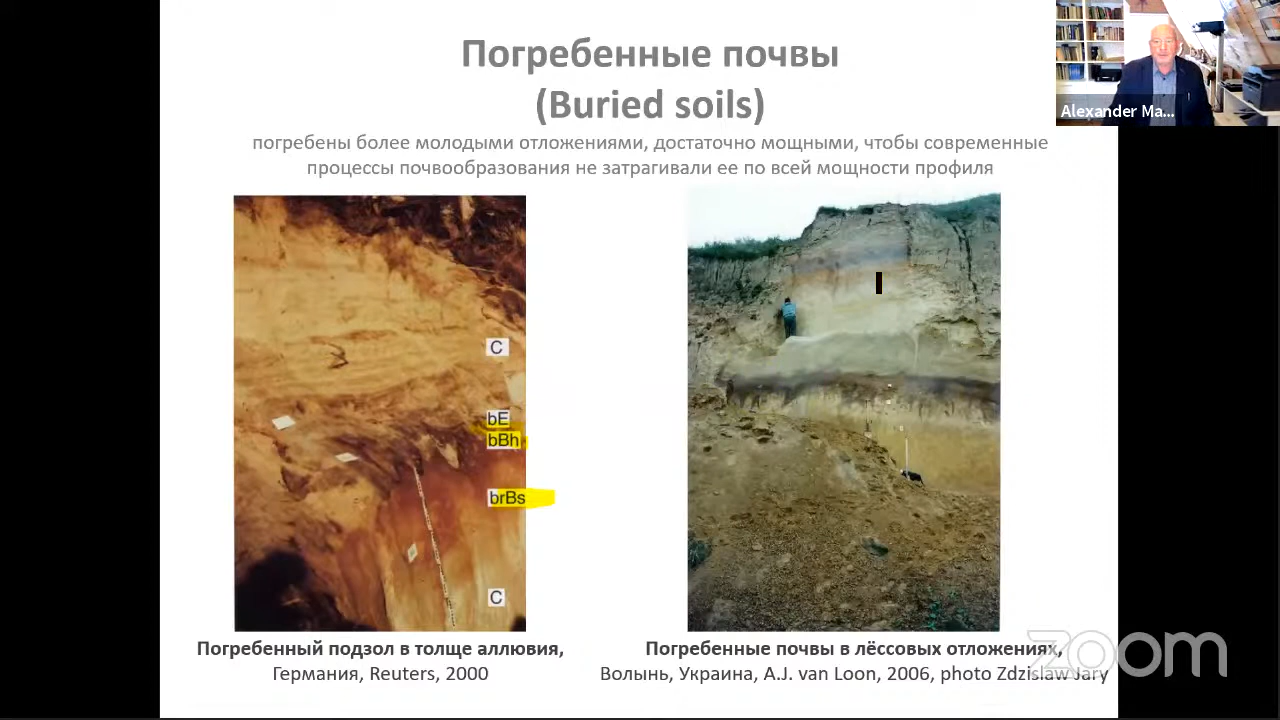 Погребенные почвы
(Buried soils)
погребены более молодыми отложениями, достаточно мощными, чтобы современные
процессы почвообразования не затрагивали ее по всей мощности профиля
Alexander Ma...
C
bE
bBh
brBs
C
Погребенный подзол в толще аллювия,
Германия, Reuters, 2000
Погребенные почвы в лёссовых отложениях,
Волынь, Украина, A.J. van Loon, 2006, photo Zdzislaw Jary
zoom